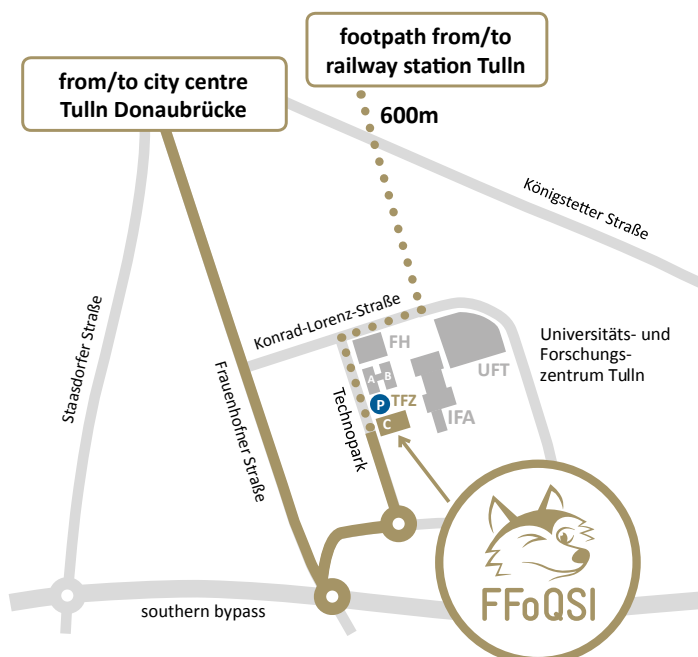 footpath from/to
railway station Tulln
from/to city centre
Tulln Donaubrücke
600m
Königstetter Straße
Staasdorfer Straße
Konrad-Lorenz-Straße
Frauenhofner Straße
Technopark
FH
A
B
P
TFZ
C
IFA
UFT
Universitäts- und
Forschungs-
zentrum Tulln
southern bypass
FFoQSI